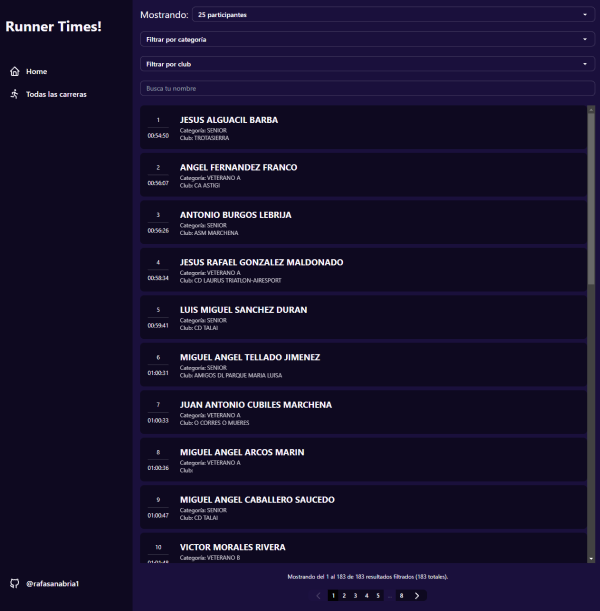 Runner Times!
Home
Todas las carreras
@rafasanabria1
Mostrando: 25 participantes
Filtrar por categoría
Filtrar por club
Busca tu nombre
1
00:54:50
JESUS ALGUACIL BARBA
Categoría: SENIOR
Club: TROTASIERRA
2
00:56:07
ANGEL FERNANDEZ FRANCO
Categoría: VETERANO A
Club: CA ASTIGI
3
00:56:26
ANTONIO BURGOS LEBRIJA
Categoría: SENIOR
Club: ASM MARCHENA
4
00:58:34
JESUS RAFAEL GONZALEZ MALDONADO
Categoría: VETERANO A
Club: CD LAURUS TRIATLON-AIRESPORT
5
00:59:41
LUIS MIGUEL SANCHEZ DURAN
Categoría: SENIOR
Club: CD TALAI
6
01:00:31
MIGUEL ANGEL TELLADO JIMENEZ
Categoría: SENIOR
Club: AMIGOS DL PARQUE MARIA LUISA
7
01:00:33
JUAN ANTONIO CUBILES MARCHENA
Categoría: VETERANO A
Club: O CORRES O MUERES
8
01:00:36
MIGUEL ANGEL ARCOS MARIN
Categoría: VETERANO A
Club:
9
01:00:47
MIGUEL ANGEL CABALLERO SAUCEDO
Categoría: SENIOR
Club: CD TALAI
10
VICTOR MORALES RIVERA
Categoría: VETERANO B
Mostrando del 1 al 183 de 183 resultados filtrados (183 totales).
1 2 3 4 5 ... 8